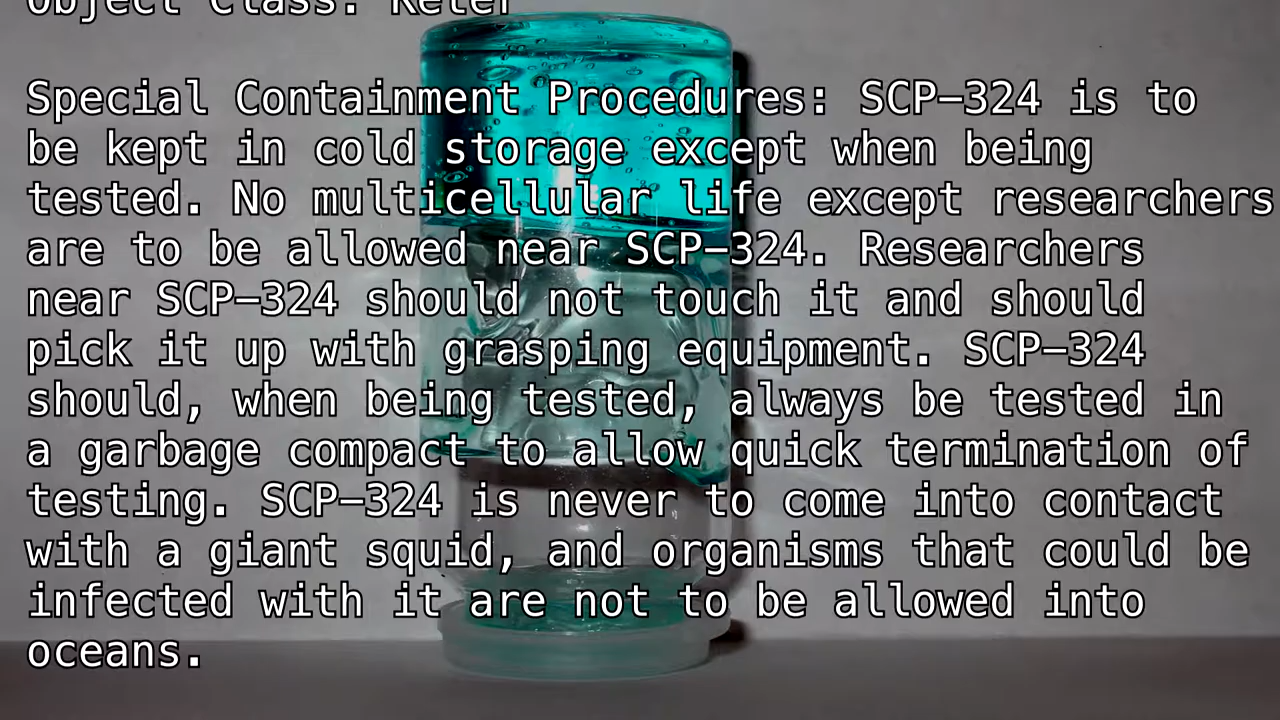 Object Class: Keter
Special Containment Procedures: SCP-324 is to
be kept in cold storage except when being
tested. No multicellular life except researchers
are to be allowed near SCP-324. Researchers
near SCP-324 should not touch it and should
pick it up with grasping equipment. SCP-324
should, when being tested, always be tested in
a garbage compact to allow quick termination of
testing. SCP-324 is never to come into contact
with a giant squid, and organisms that could be
infected with it are not to be allowed into
oceans.